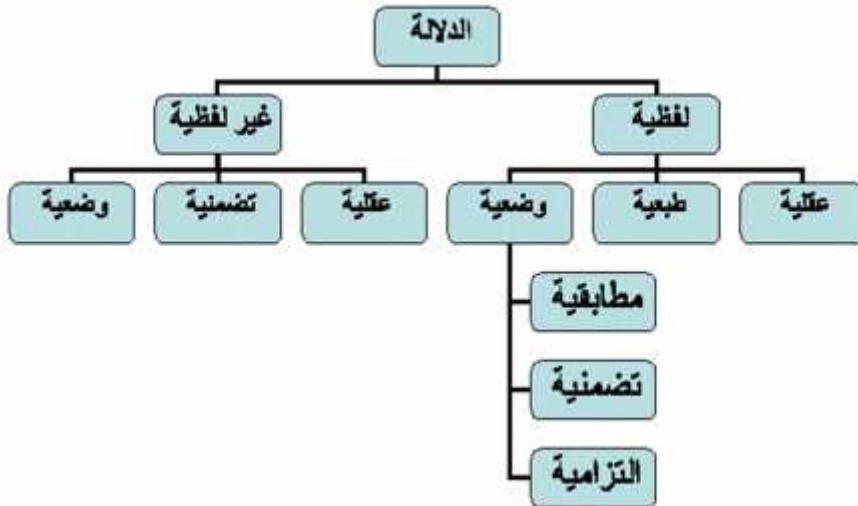 الدلالة
لفظية
غير لفظية
عقلية
طبعية
وضعية
عقلية
تضمنية
وضعية
مطابقية
تضمنية
التزامية